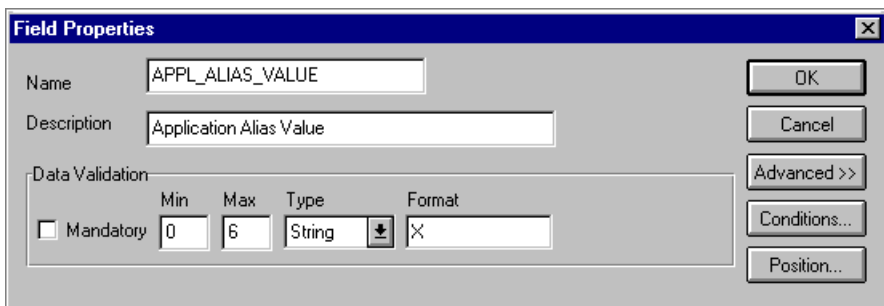 Field Properties
Name APPL_ALIAS_VALUE
OK
Description Application Alias Value
Cancel
Data Validation
Advanced >>
Min Max Type Format
Mandatory 0 6 String X
Conditions...
Position...